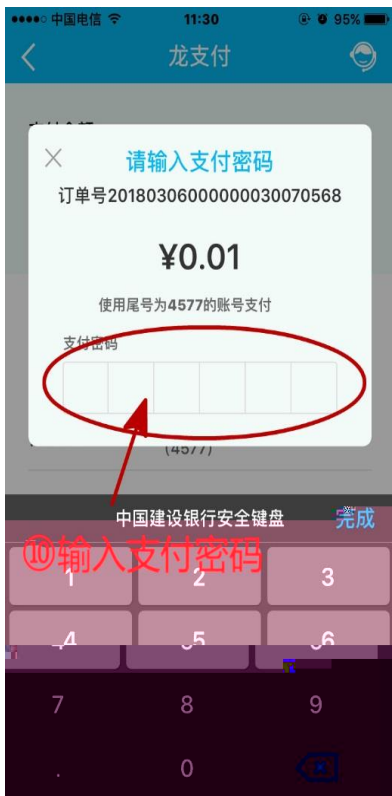 中国电信 11:30 95%
龙支付
请输入支付密码
订单号20180306000000030070568
¥0.01
使用尾号为4577的账号支付
支付密码
(4577)
中国建设银行安全键盘 完成
⑩输入支付密码
1 2 3
4 5 6
7 8 9
. 0